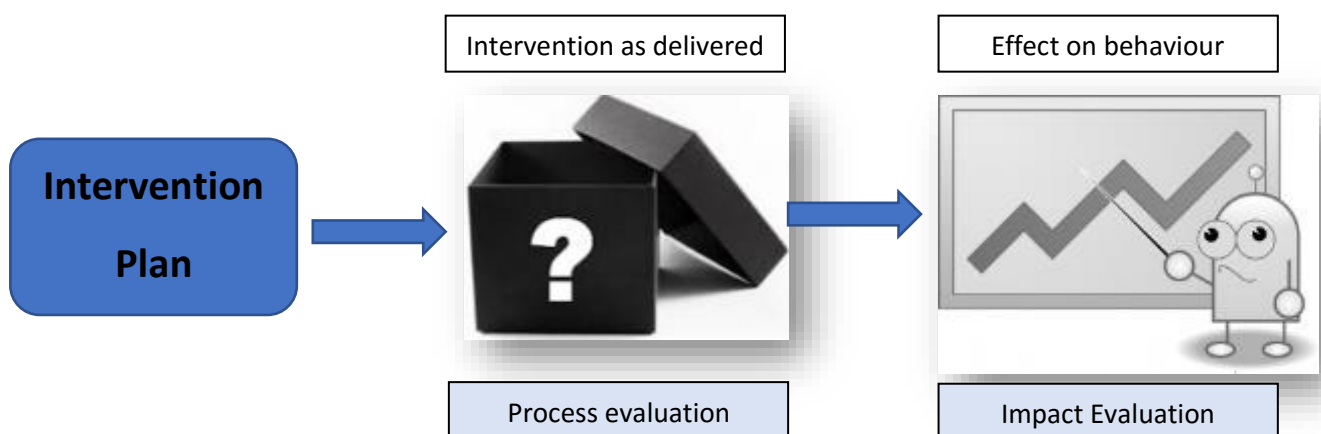 Intervention as delivered
Effect on behaviour
Intervention
Plan
?
Process evaluation
Impact Evaluation